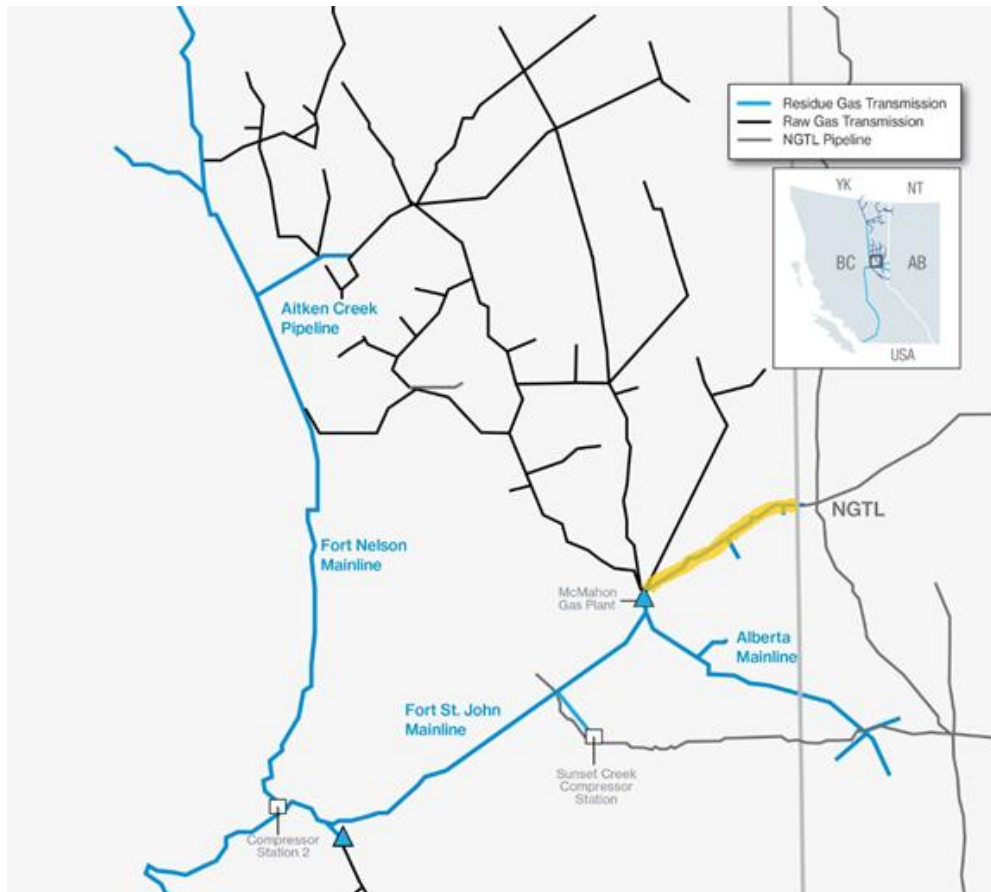 Residue Gas Transmission
Raw Gas Transmission
NGTL Pipeline
YK
NT
BC
AB
USA
Aitken Creek
Pipeline
NGTL
Fort Nelson
Mainline
McMahon
Gas Plant
Alberta
Mainline
Fort St. John
Mainline
Sunset Creek
Compressor
Station
Compressor
Station 2